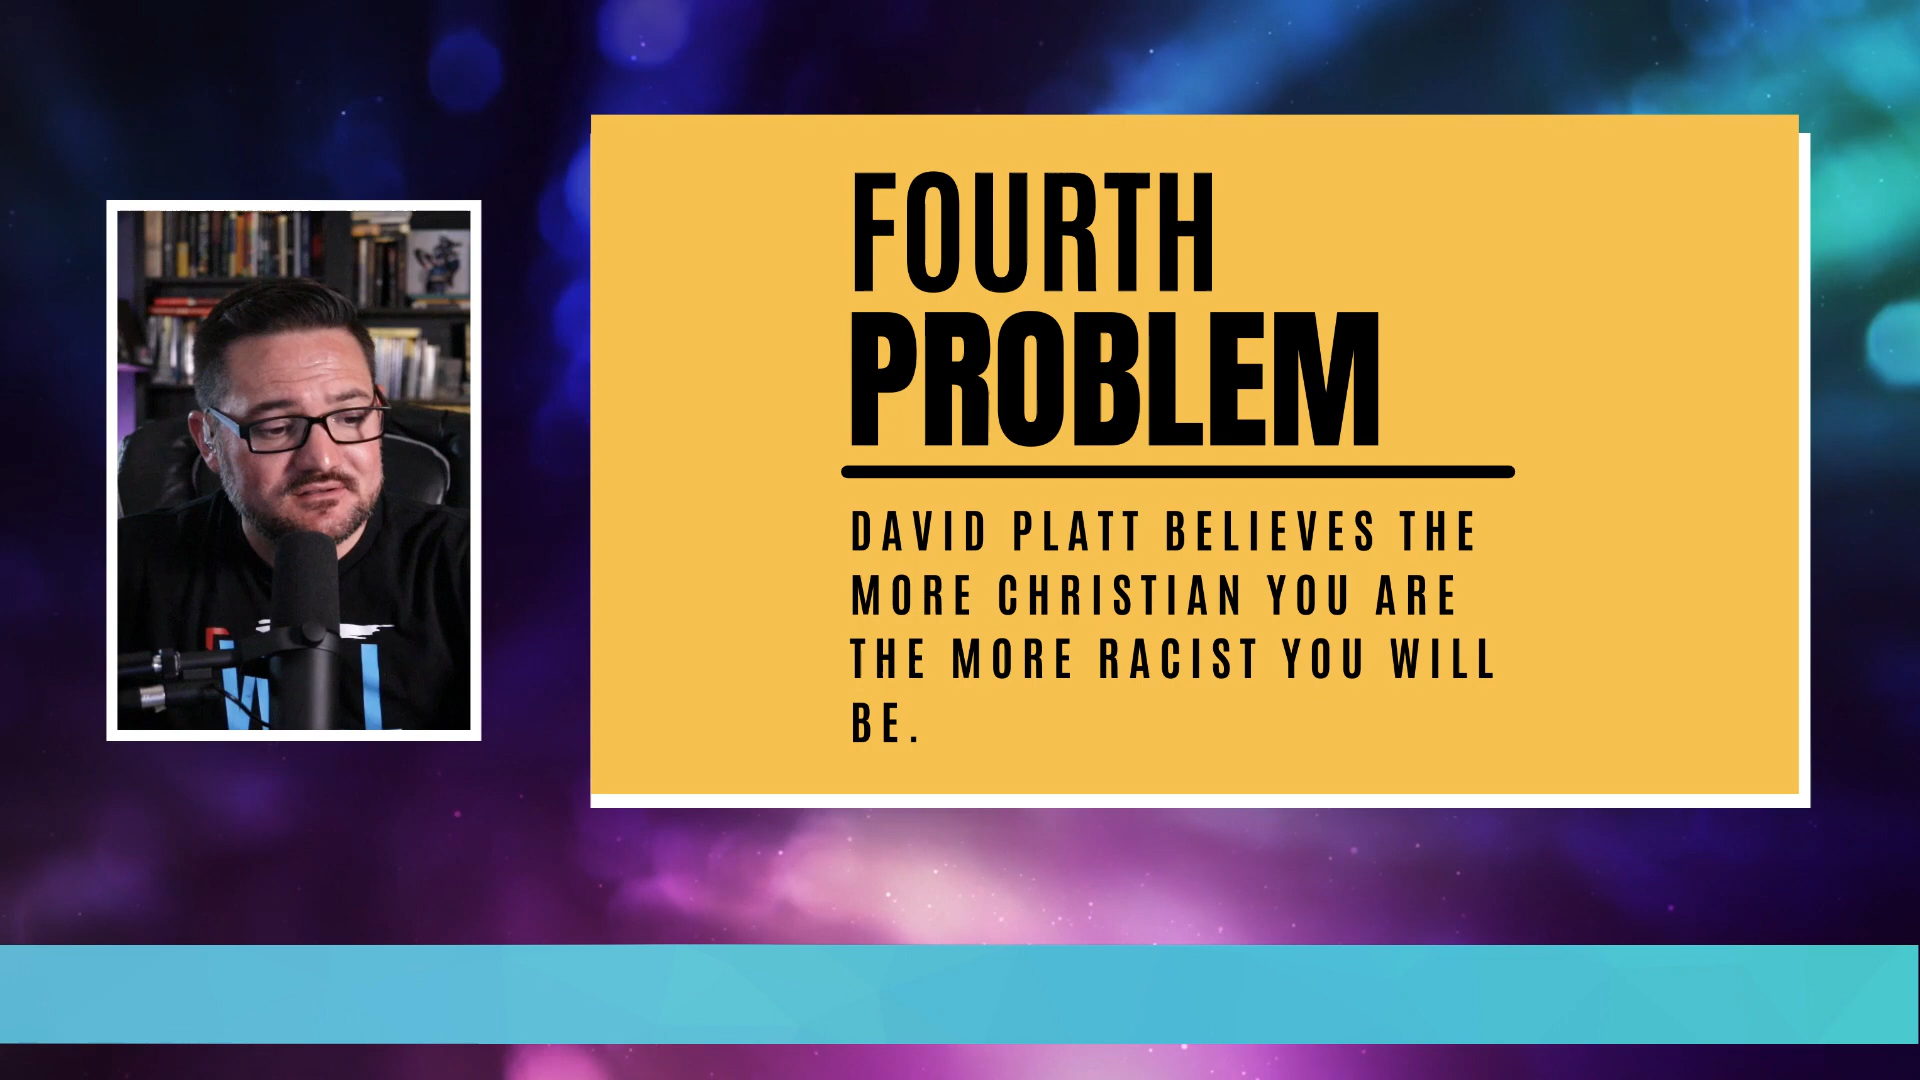 FOURTH
PROBLEM
DAVID PLATT BELIEVES THE
MORE CHRISTIAN YOU ARE
THE MORE RACIST YOU WILL
BE.